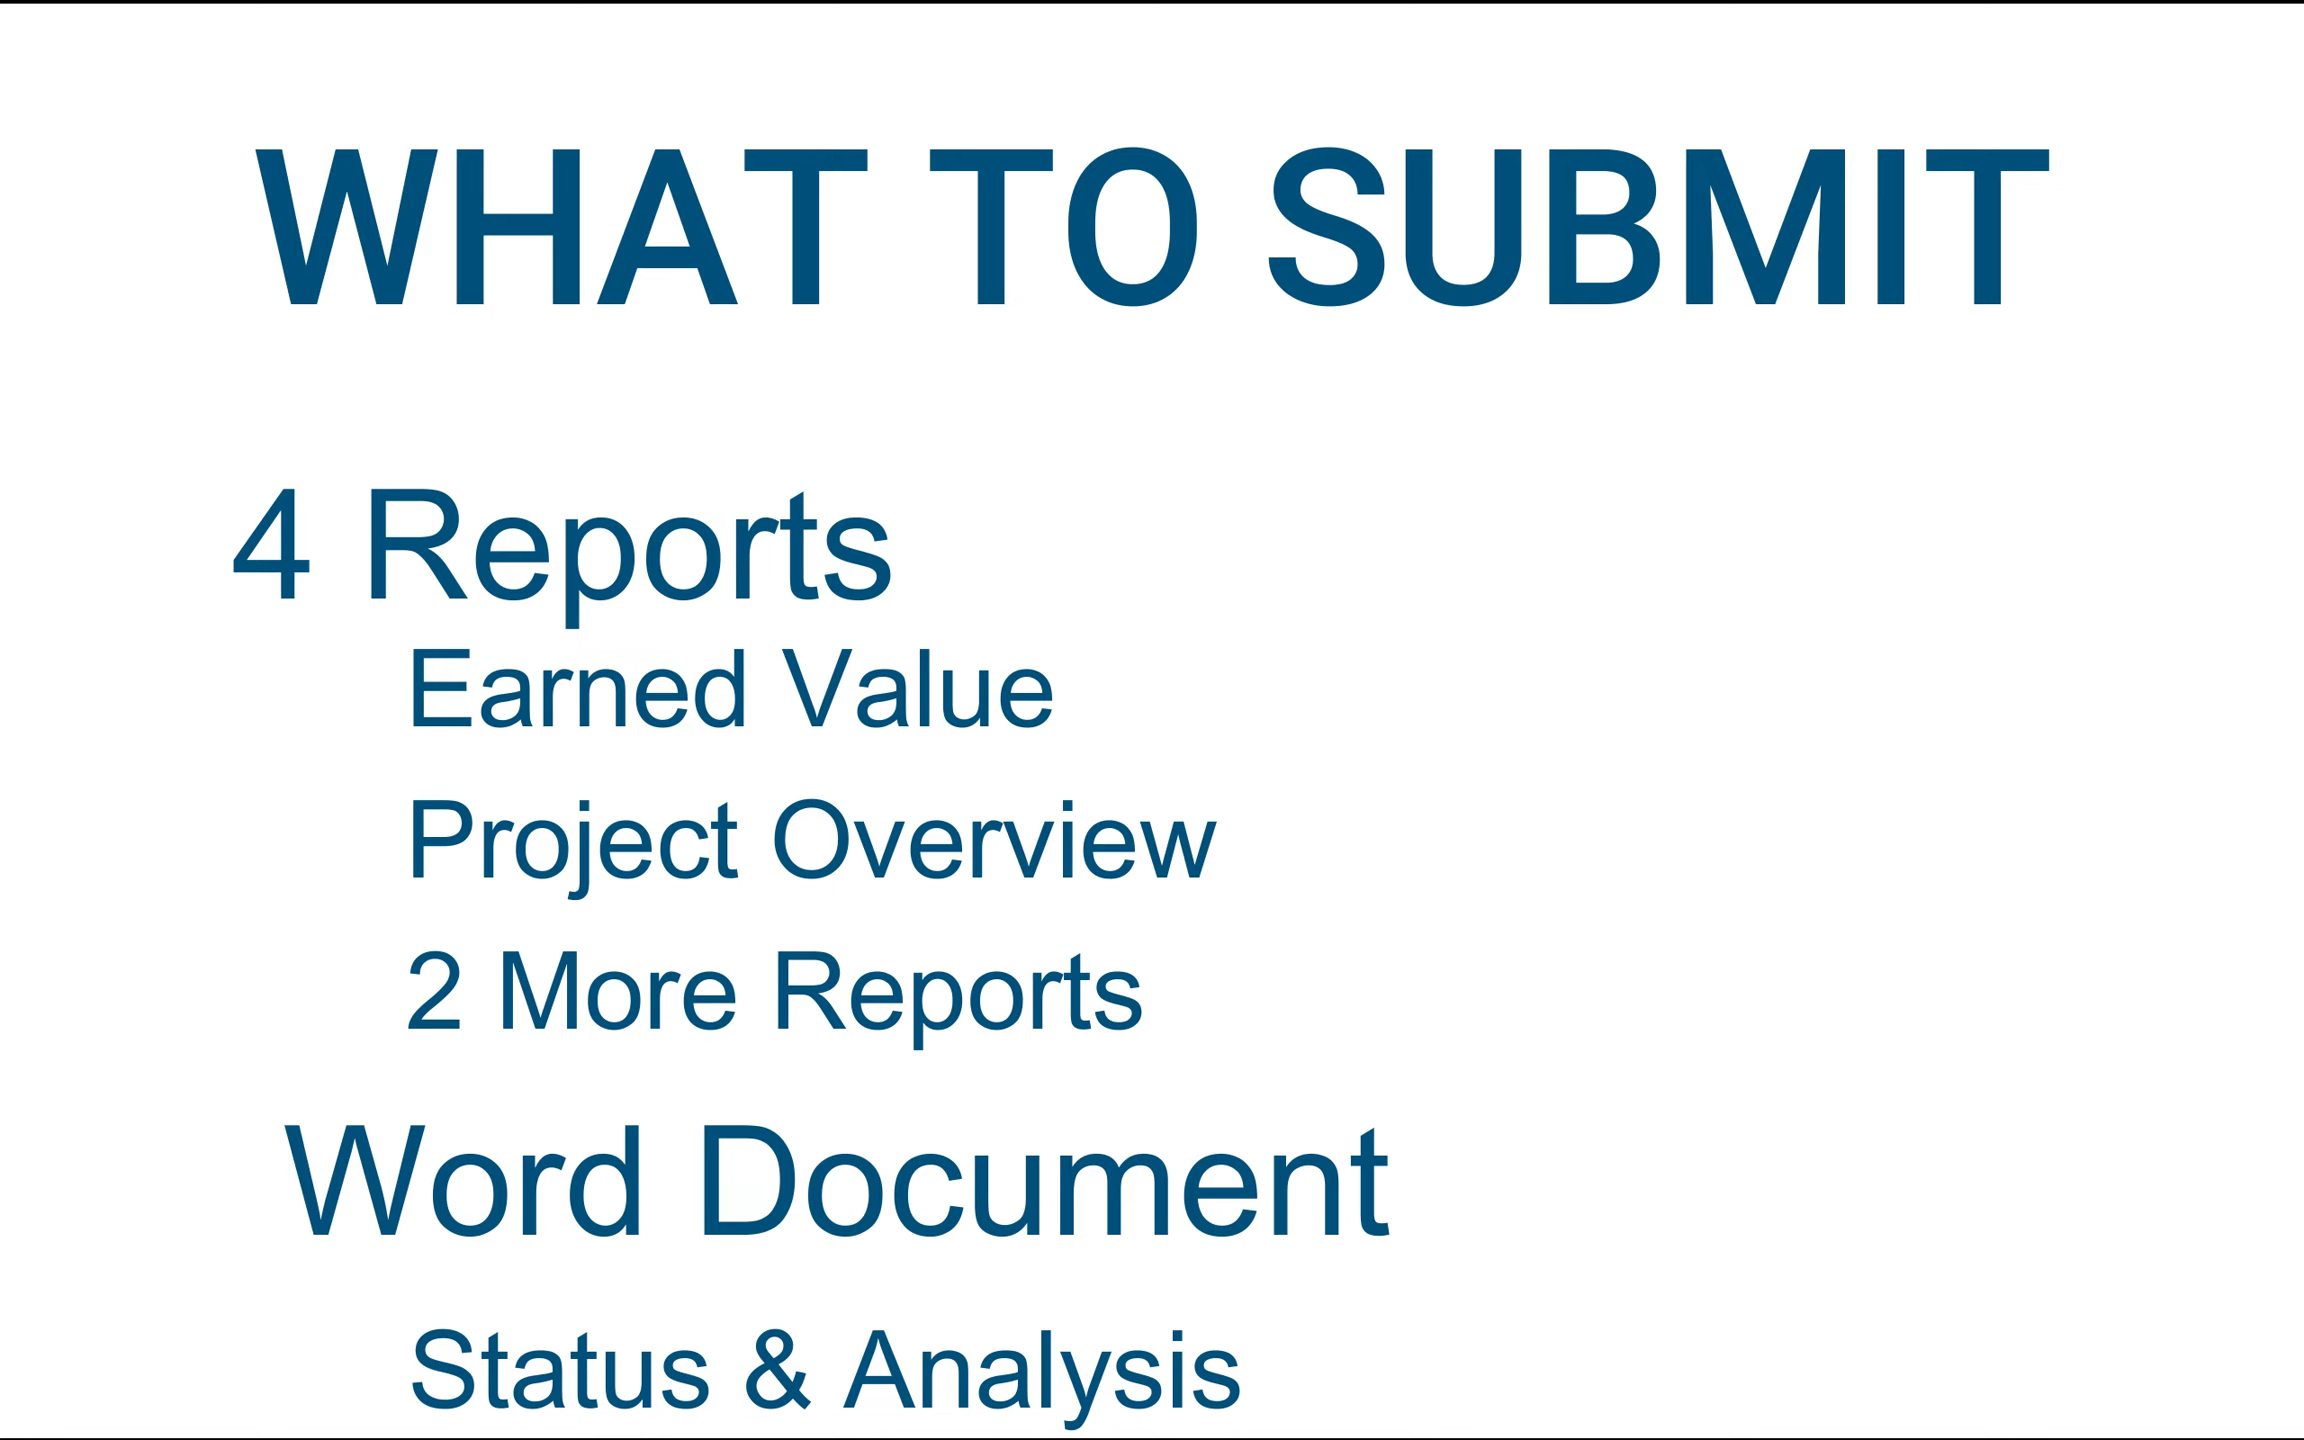 WHAT TO SUBMIT
4 Reports
Earned Value
Project Overview
2 More Reports
Word Document
Status & Analysis